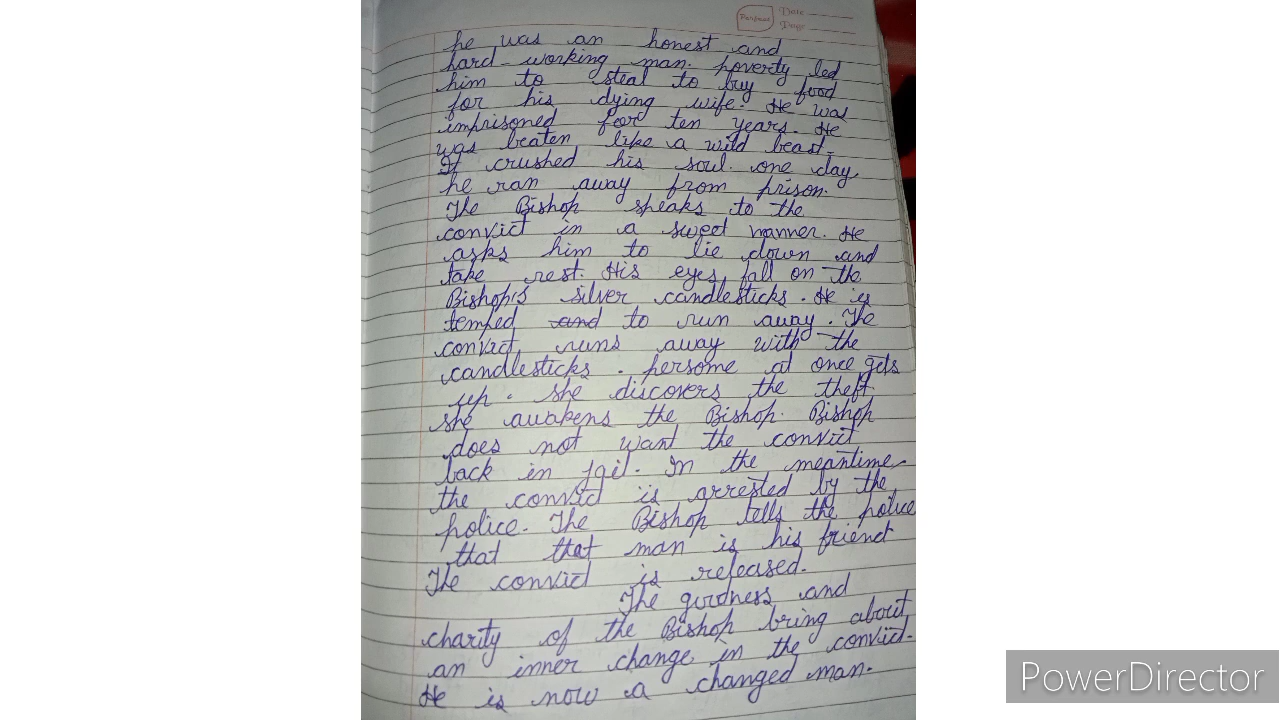 Date
Page
he was an honest and
hard-working man. poverty led
him to steal to buy food
for his dying wife. He was
imprisoned for ten years. He
was beaten like a wild beast.
It crushed his soul. one day
he ran away from prison.
The Bishop speaks to the
convict in a sweet manner. He
asks him to lie down and
take rest. His eyes fall on the
Bishop's silver candlesticks. He is
temped and to run away. The
convict runs away with the
candlesticks. persome at once gets
up. she discovers the theft.
she awakens the Bishop. Bishop
does not want the convict
back in jail. In the meantime
the convict is arrested by the
police. The Bishop tells the police
that that man is his friend
The convict is released.
The goodness and
charity of the Bishop bring about
an inner change in the convict.
He is now a changed man.
PowerDirector